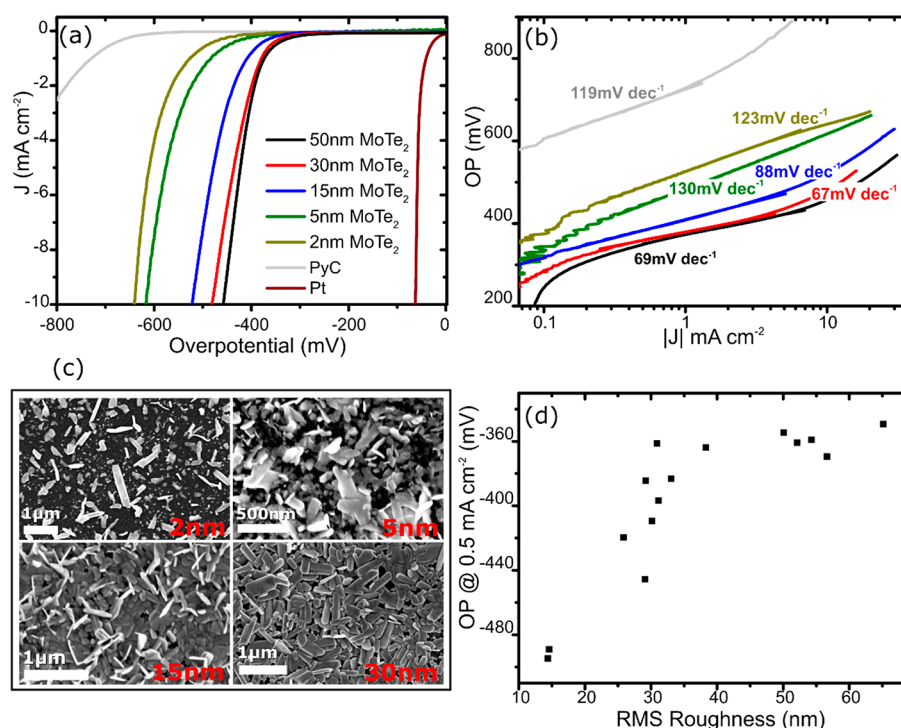 (a)
0
-2
-4
-6
-8
-10
J (mA cm⁻²)
-800
-600
-400
-200
0
Overpotential (mV)
50nm MoTe₂
30nm MoTe₂
15nm MoTe₂
5nm MoTe₂
2nm MoTe₂
PyC
Pt
(b)
800
600
400
200
OP (mV)
119mV dec⁻¹
123mV dec⁻¹
88mV dec⁻¹
130mV dec⁻¹
67mV dec⁻¹
69mV dec⁻¹
0.1
1
10
|J| mA cm⁻²
(c)
1µm
2nm
500nm
5nm
1µm
15nm
1µm
30nm
(d)
-360
-400
-440
-480
OP @ 0.5 mA cm⁻² (mV)
10
20
30
40
50
60
RMS Roughness (nm)